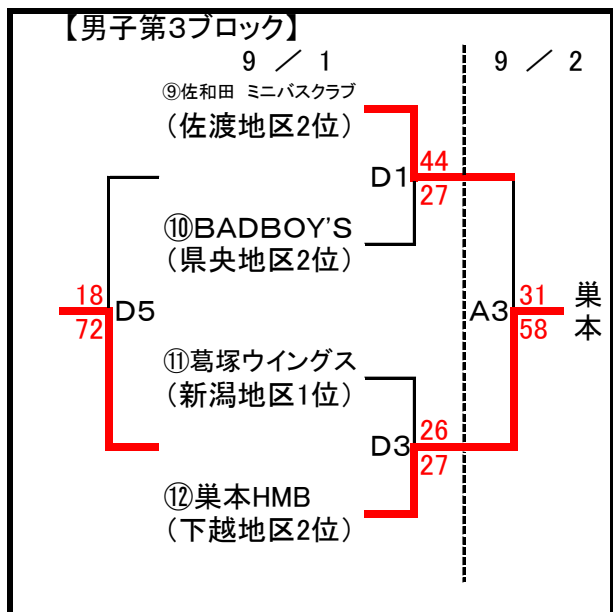 【男子第3ブロック】
9 ／ 1
9 ／ 2
⑨佐和田 ミニバスクラブ
(佐渡地区2位)
44
D1
27
⑩BADBOY'S
(県央地区2位)
18
D5
72
31
A3
58
巣本
⑪葛塚ウイングス
(新潟地区1位)
26
D3
27
⑫巣本HMB
(下越地区2位)